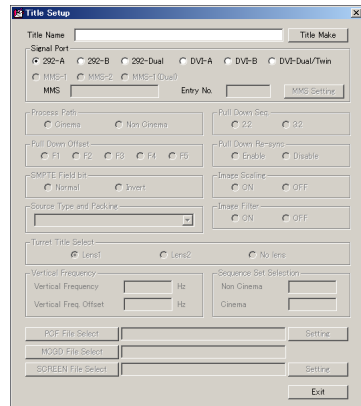 Title Setup
Title Name
Title Make
Signal Port
292-A 292-B 292-Dual DVI-A DVI-B DVI-Dual/Twin
MMS-1 MMS-2 MMS-1(Dual)
MMS Entry No. MMS Setting
Process Path
Cinema Non Cinema
Pull Down Seq.
2:2 3:2
Pull Down Offset
F1 F2 F3 F4 F5
Pull Down Re-sync
Enable Disable
SMPTE Field bit
Normal Invert
Image Scaling
ON OFF
Source Type and Packing
Image Filter
ON OFF
Turret Title Select
Lens1 Lens2 No lens
Vertical Frequency
Vertical Frequency Hz
Vertical Freq. Offset Hz
Sequence Set Selection
Non Cinema
Cinema
PCF File Select Setting
MCGD File Select
SCREEN File Select Setting
Exit